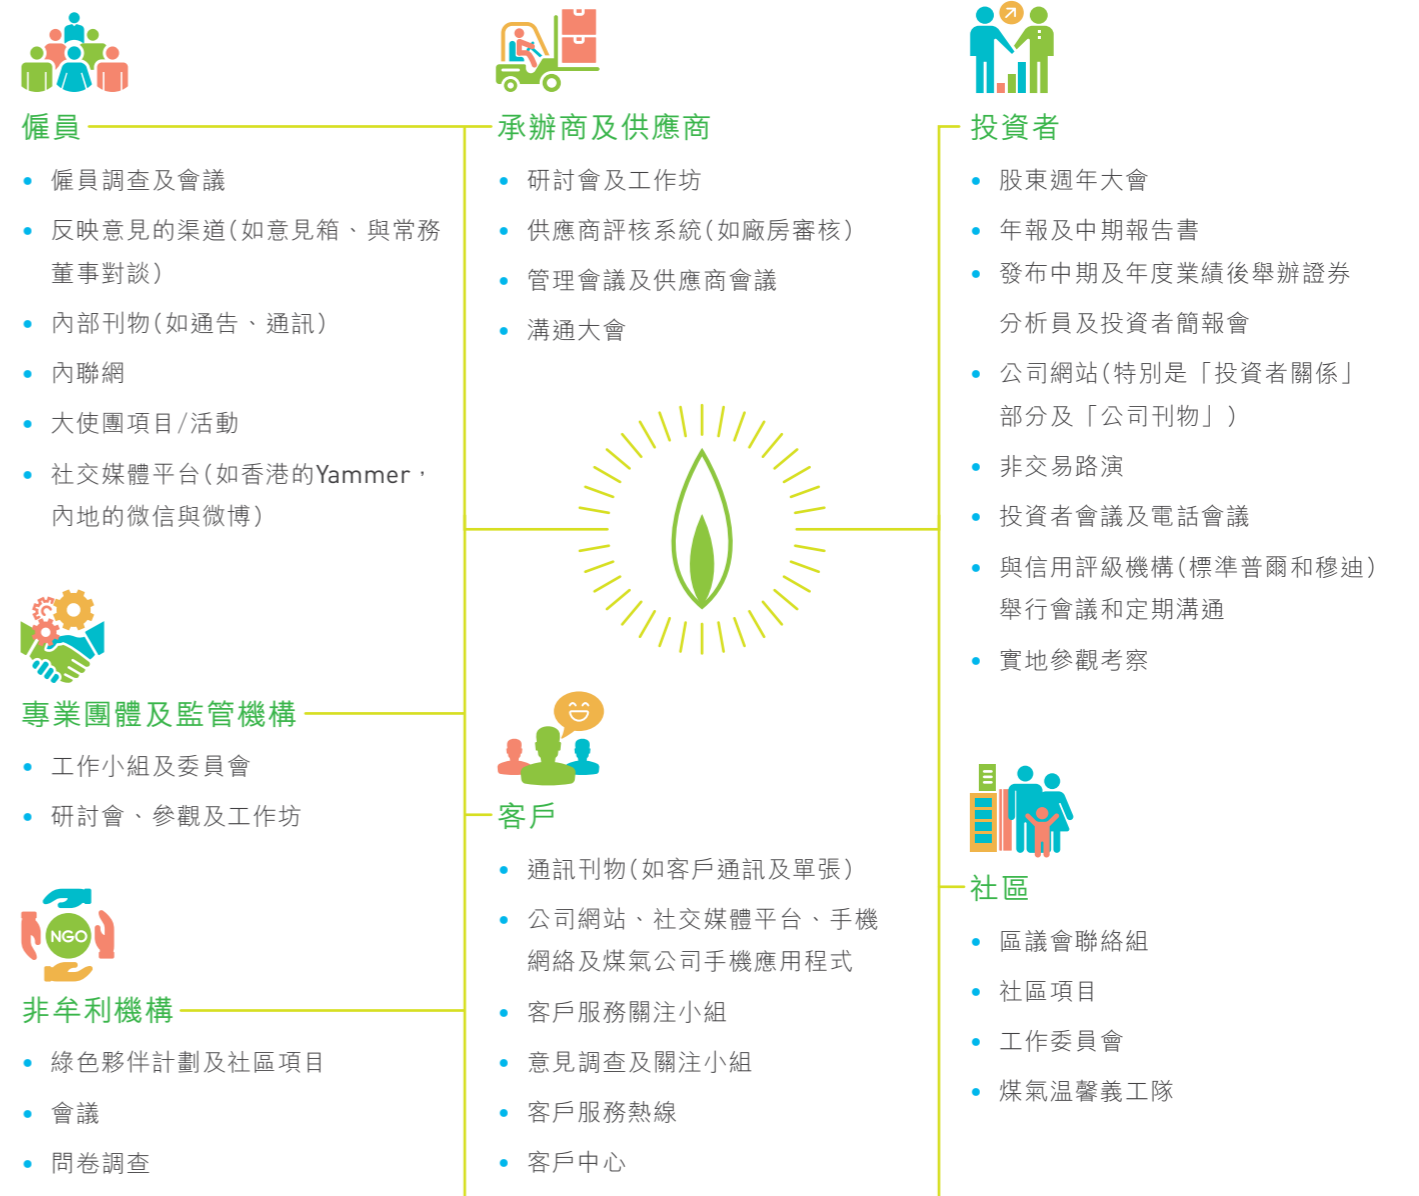 僱員
• 僱員調查及會議
• 反映意見的渠道(如意見箱、與常務
董事對談)
• 內部刊物(如通告、通訊)
• 內聯網
• 大使團項目/活動
• 社交媒體平台(如香港的Yammer，
內地的微信與微博)
專業團體及監管機構
• 工作小組及委員會
• 研討會、參觀及工作坊
NGO
非牟利機構
• 綠色夥伴計劃及社區項目
• 會議
• 問卷調查
承辦商及供應商
• 研討會及工作坊
• 供應商評核系統(如廠房審核)
• 管理會議及供應商會議
• 溝通大會
客戶
• 通訊刊物(如客戶通訊及單張)
• 公司網站、社交媒體平台、手機
網絡及煤氣公司手機應用程式
• 客戶服務關注小組
• 意見調查及關注小組
• 客戶服務熱線
• 客戶中心
投資者
• 股東週年大會
• 年報及中期報告書
• 發布中期及年度業績後舉辦證券
分析員及投資者簡報會
• 公司網站(特別是「投資者關係」
部分及「公司刊物」)
• 非交易路演
• 投資者會議及電話會議
• 與信用評級機構(標準普爾和穆迪)
舉行會議和定期溝通
• 實地參觀考察
社區
• 區議會聯絡組
• 社區項目
• 工作委員會
• 煤氣温馨義工隊